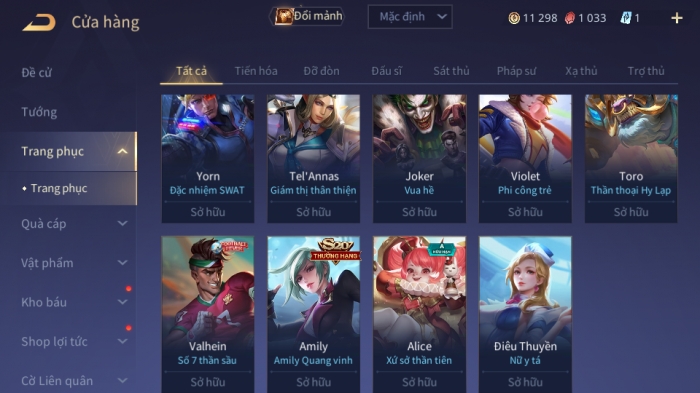 Cửa hàng
Đổi mảnh
Mặc định
11 298
1 033
1
Đề cử
Tướng
Trang phục
Trang phục
Quà cáp
Vật phẩm
Kho báu
Shop lợi tức
Cờ Liên quân
Tất cả Tiến hóa Đỡ đòn Đấu sĩ Sát thủ Pháp sư Xạ thủ Trợ thủ
Yorn
Đặc nhiệm SWAT
Sở hữu
Tel'Annas
Giám thị thân thiện
Sở hữu
Joker
Vua hề
Sở hữu
Violet
Phi công trẻ
Sở hữu
Toro
Thần thoại Hy Lạp
Sở hữu
Valhein
Số 7 thần sầu
Sở hữu
S20
THƯỞNG HẠNG
Amily
Amily Quang vinh
Sở hữu
Alice
Xứ sở thần tiên
Sở hữu
Điêu Thuyền
Nữ y tá
Sở hữu